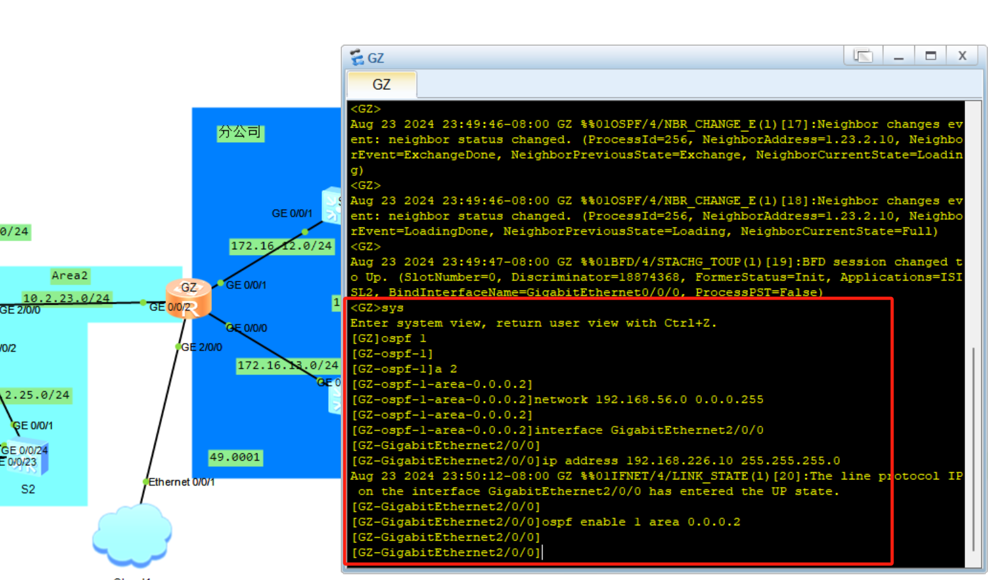 GZ
GZ
<GZ>
Aug 23 2024 23:49:46-08:00 GZ %%01OSPF/4/NBR_CHANGE_E(l)[17]:Neighbor changes ev
ent: neighbor status changed. (ProcessId=256, NeighborAddress=1.23.2.10, Neighbo
rEvent=ExchangeDone, NeighborPreviousState=Exchange, NeighborCurrentState=Loadin
g)
<GZ>
Aug 23 2024 23:49:46-08:00 GZ %%01OSPF/4/NBR_CHANGE_E(l)[18]:Neighbor changes ev
ent: neighbor status changed. (ProcessId=256, NeighborAddress=1.23.2.10, Neighbo
rEvent=LoadingDone, NeighborPreviousState=Loading, NeighborCurrentState=Full)
<GZ>
Aug 23 2024 23:49:47-08:00 GZ %%01BFD/4/STACHG_TOUP(l)[19]:BFD session changed t
o Up. (SlotNumber=0, Discriminator=18874368, FormerStatus=Init, Applications=ISI
SL2, BindInterfaceName=GigabitEthernet0/0/0, ProcessPST=False)
<GZ>sys
Enter system view, return user view with Ctrl+Z.
[GZ]ospf 1
[GZ-ospf-1]
[GZ-ospf-1]a 2
[GZ-ospf-1-area-0.0.0.2]
[GZ-ospf-1-area-0.0.0.2]network 192.168.56.0 0.0.0.255
[GZ-ospf-1-area-0.0.0.2]
[GZ-ospf-1-area-0.0.0.2]interface GigabitEthernet2/0/0
[GZ-GigabitEthernet2/0/0]
[GZ-GigabitEthernet2/0/0]ip address 192.168.226.10 255.255.255.0
Aug 23 2024 23:50:12-08:00 GZ %%01IFNET/4/LINK_STATE(l)[20]:The line protocol IP
on the interface GigabitEthernet2/0/0 has entered the UP state.
[GZ-GigabitEthernet2/0/0]
[GZ-GigabitEthernet2/0/0]ospf enable 1 area 0.0.0.2
[GZ-GigabitEthernet2/0/0]
[GZ-GigabitEthernet2/0/0]
分公司
GE 0/0/1
0/24
172.16.12.0/24
Area2
GZ
GE 0/0/1
10.2.23.0/24
GE 2/0/0
GE 0/0/2
R
GE 0/0/0
/0/2
GE 2/0/0
172.16.13.0/24
GE 0
2.25.0/24
GE 0/0/1
GE 0/0/24
E 0/0/23
49.0001
S2
Ethernet 0/0/1